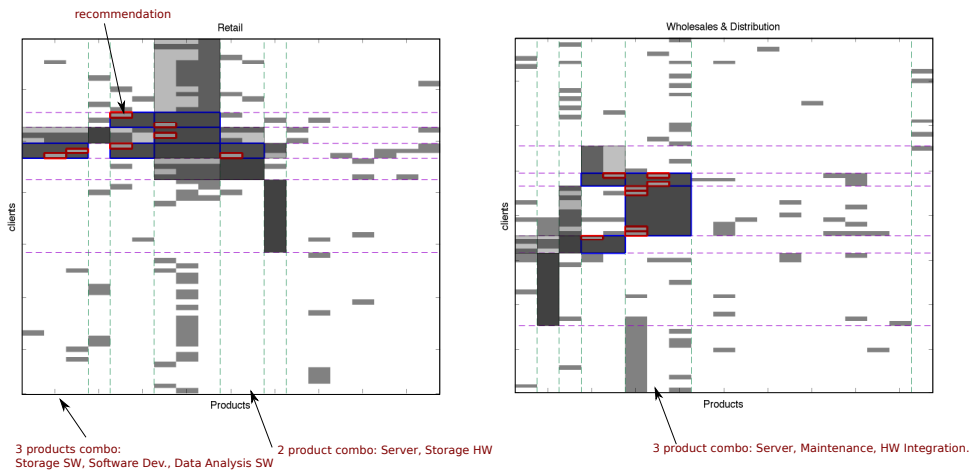 recommendation
Retail
Wholesales & Distribution
clients
clients
Products
Products
3 products combo:
Storage SW, Software Dev., Data Analysis SW
2 product combo: Server, Storage HW
3 product combo: Server, Maintenance, HW Integration.